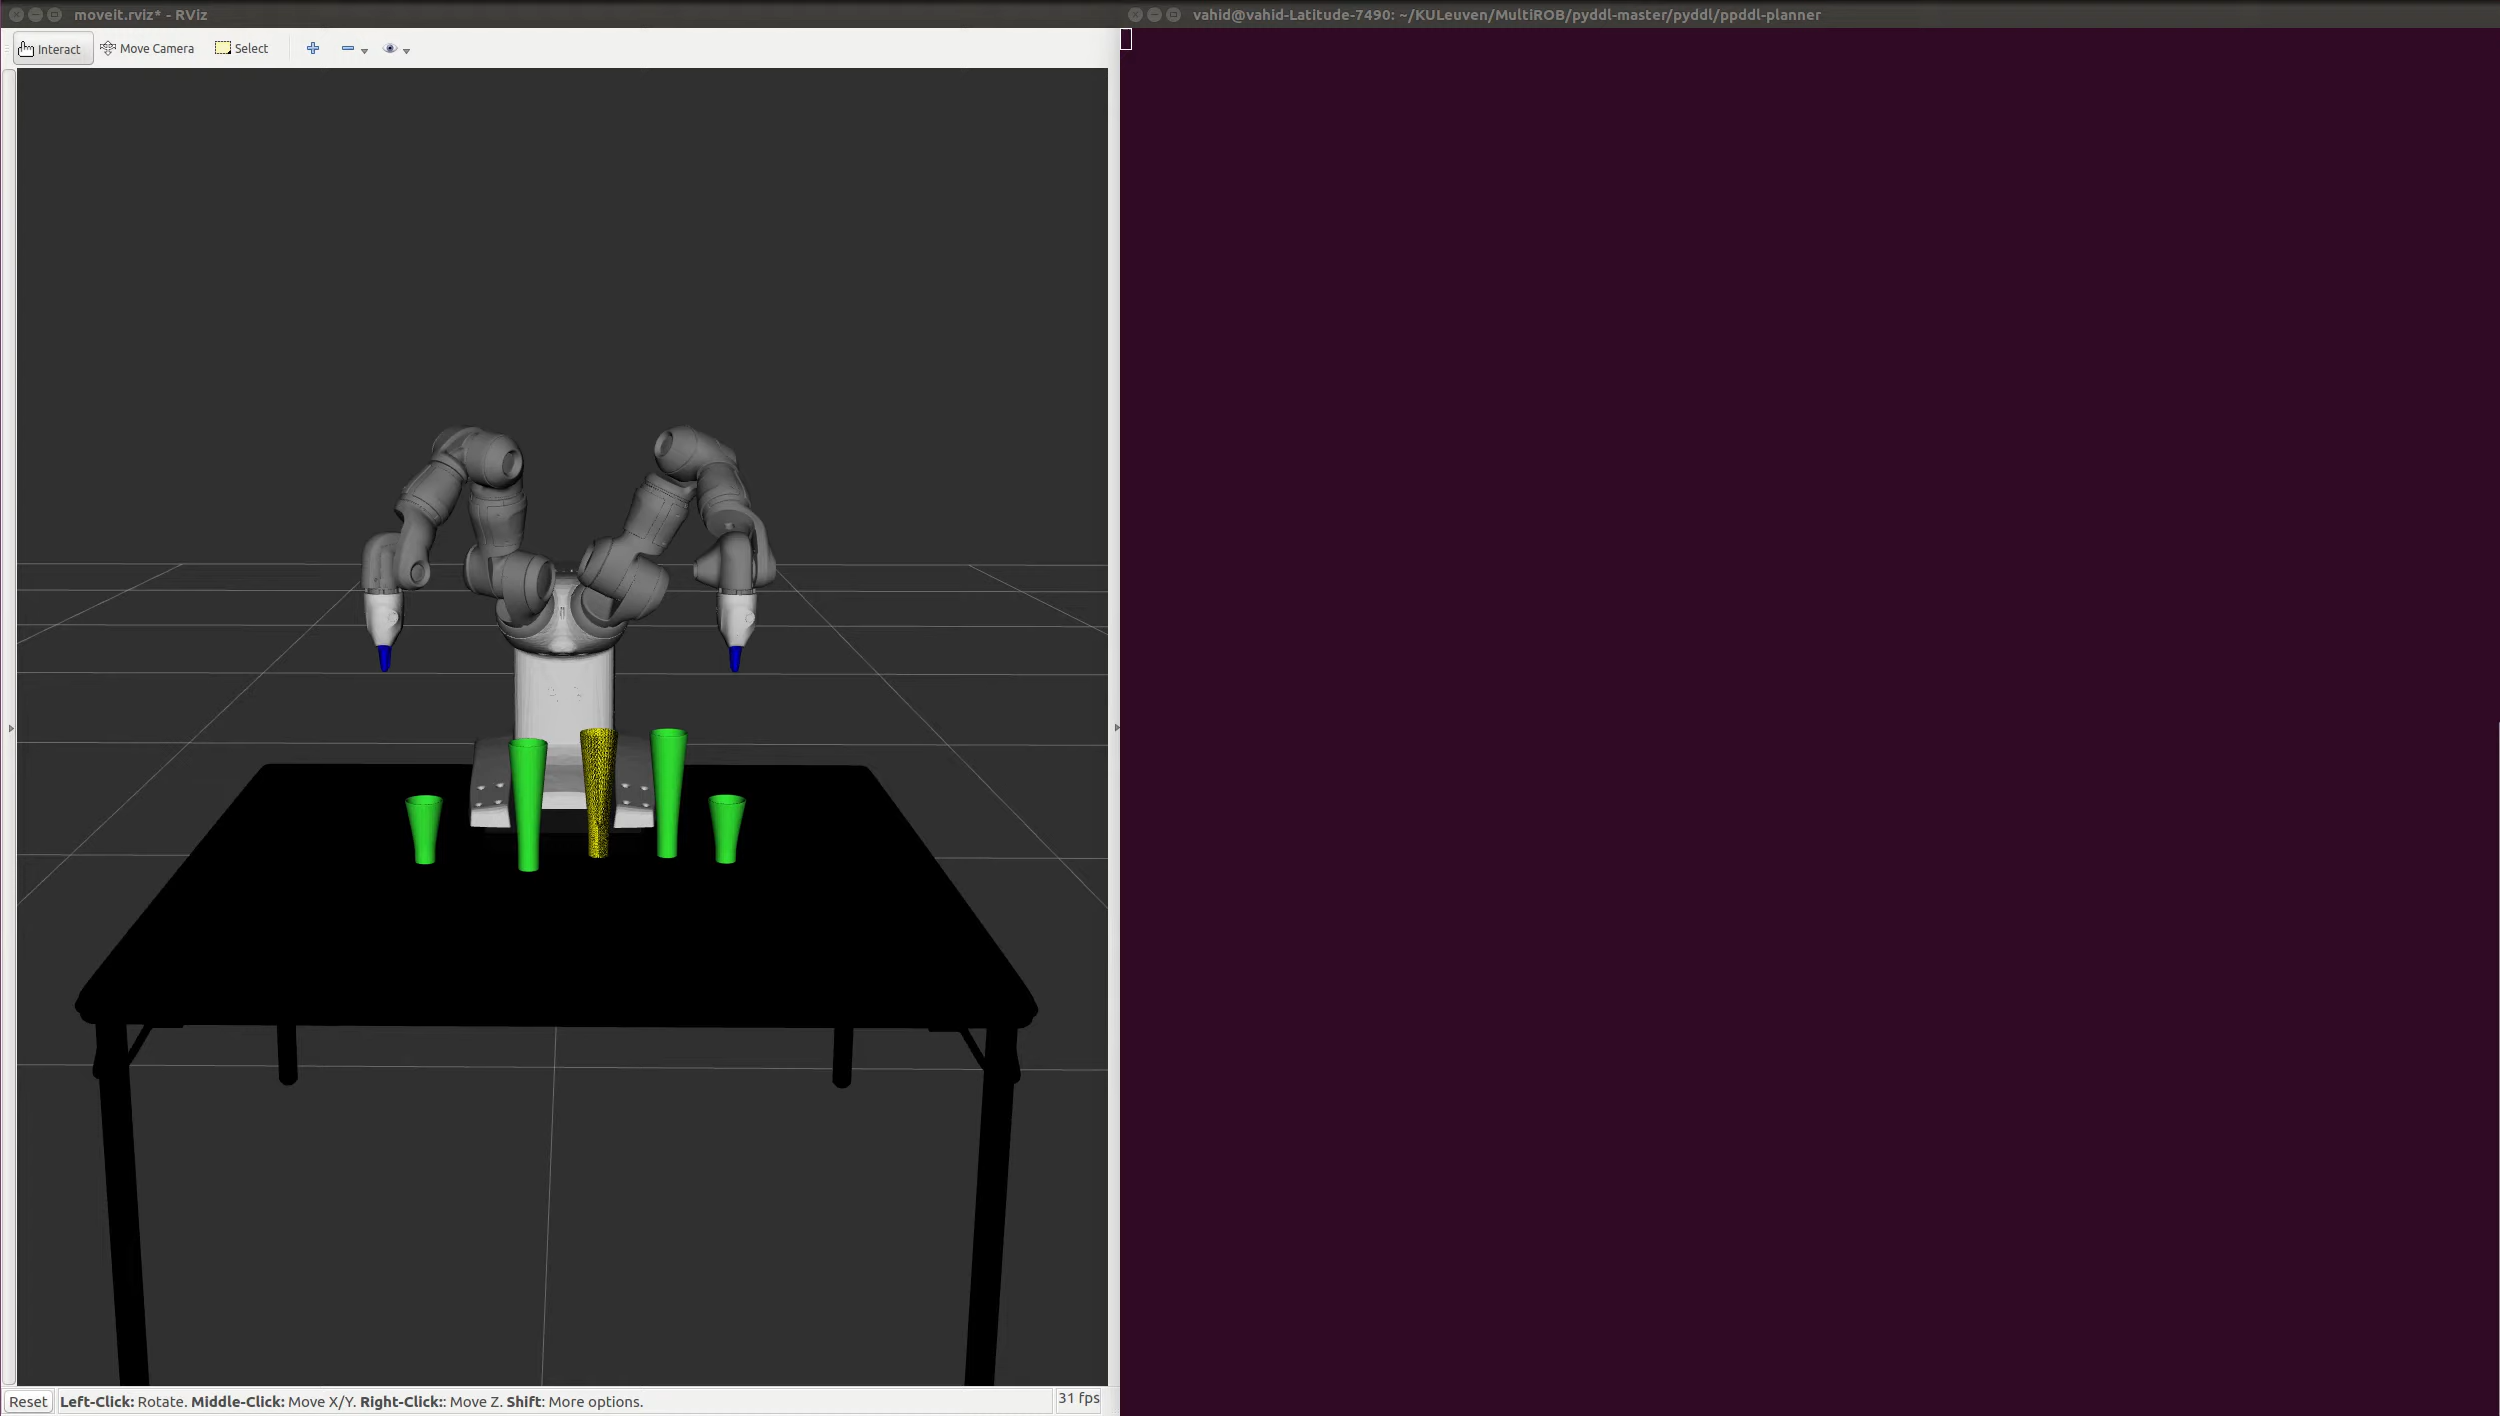 moveit.rviz* - RViz
Interact Move Camera Select
Reset Left-Click: Rotate. Middle-Click: Move X/Y. Right-Click:: Move Z. Shift: More options. 31 fps
vahid@vahid-Latitude-7490: ~/KULeuven/MultiROB/pyddl-master/pyddl/ppddl-planner